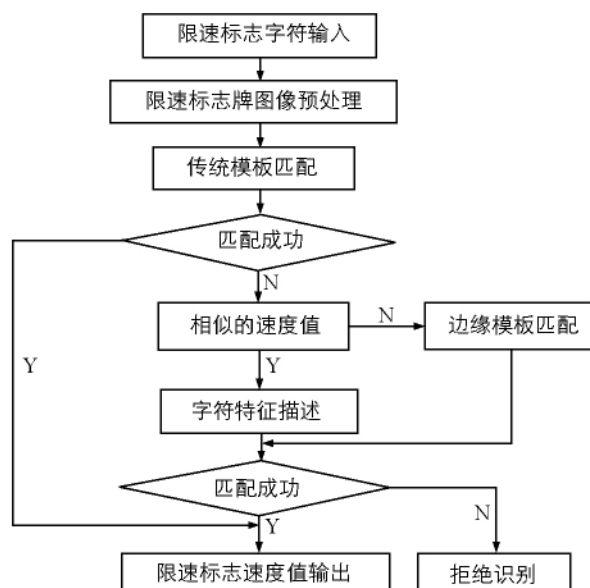 限速标志字符输入
限速标志牌图像预处理
传统模板匹配
匹配成功
N
相似的速度值
N
边缘模板匹配
Y
Y
字符特征描述
匹配成功
N
Y
限速标志速度值输出
拒绝识别